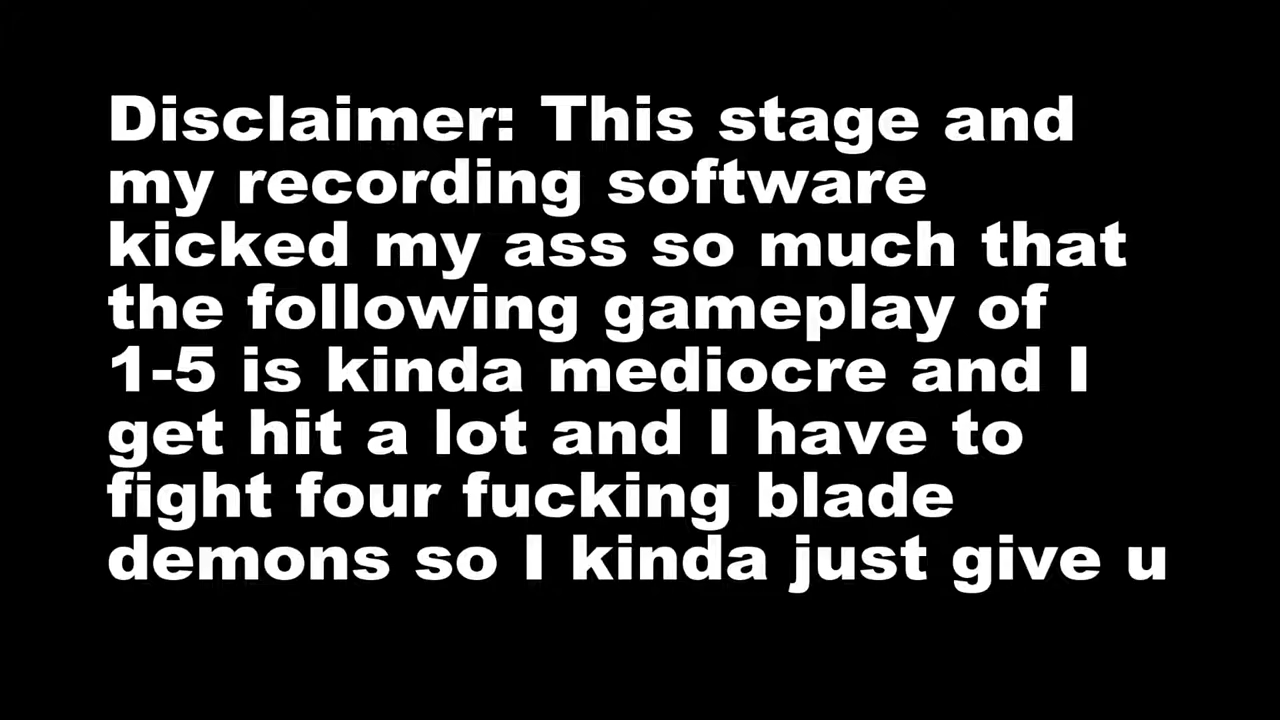 Disclaimer: This stage and
my recording software
kicked my ass so much that
the following gameplay of
1-5 is kinda mediocre and I
get hit a lot and I have to
fight four fucking blade
demons so I kinda just give u